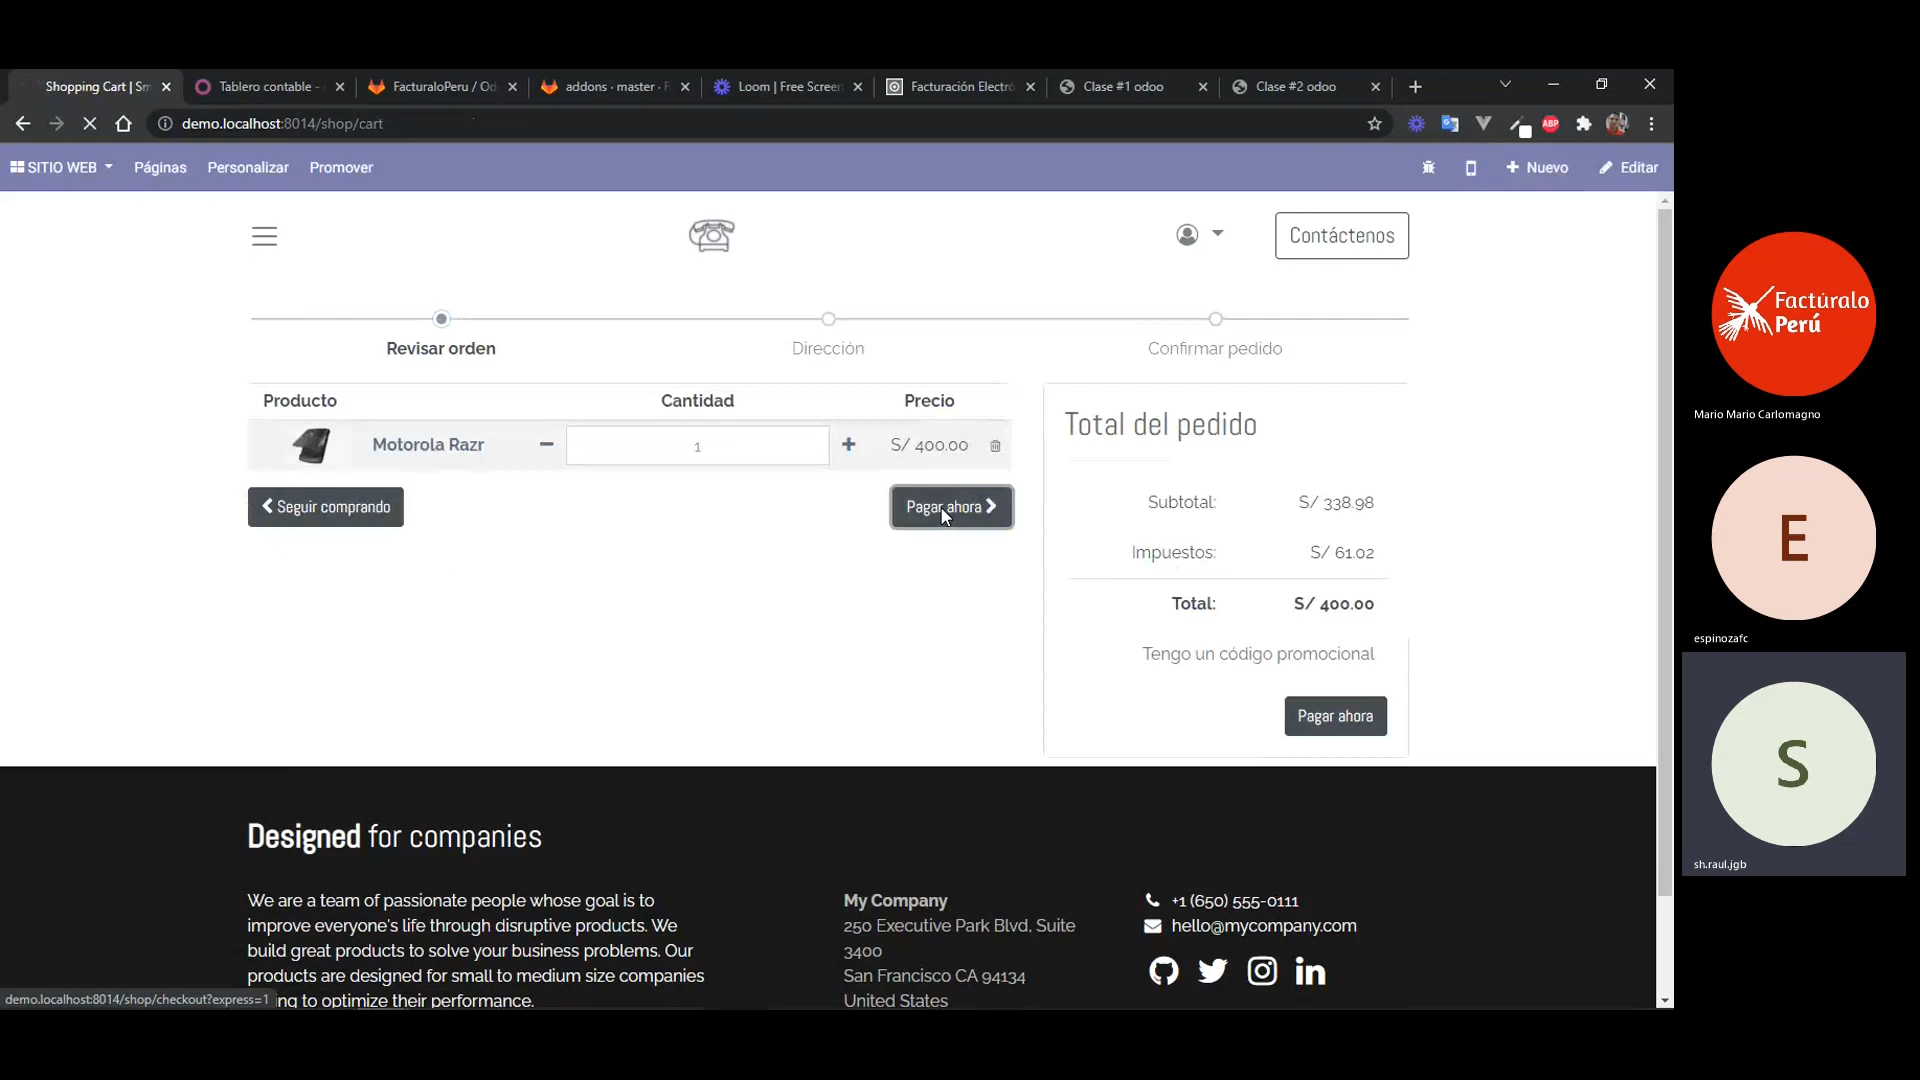 Shopping Cart | Sm
Tablero contable -
FacturaloPeru / Od
addons · master · F
Loom | Free Screen
Facturación Electró
Clase #1 odoo
Clase #2 odoo
demo.localhost:8014/shop/cart
ABP
SITIO WEB
Páginas
Personalizar
Promover
Nuevo
Editar
Contáctenos
Revisar orden
Dirección
Confirmar pedido
Producto
Cantidad
Precio
Motorola Razr
1
S/ 400.00
Seguir comprando
Pagar ahora
Total del pedido
Subtotal:
S/ 338.98
Impuestos:
S/ 61.02
Total:
S/ 400.00
Tengo un código promocional
Pagar ahora
Designed for companies
We are a team of passionate people whose goal is to
improve everyone's life through disruptive products. We
build great products to solve your business problems. Our
products are designed for small to medium size companies
ing to optimize their performance.
My Company
250 Executive Park Blvd, Suite
3400
San Francisco CA 94134
United States
+1 (650) 555-0111
hello@mycompany.com
demo.localhost:8014/shop/checkout?express=1
Factúralo
Perú
Mario Mario Carlomagno
E
espinozafc
S
sh.raul.jgb